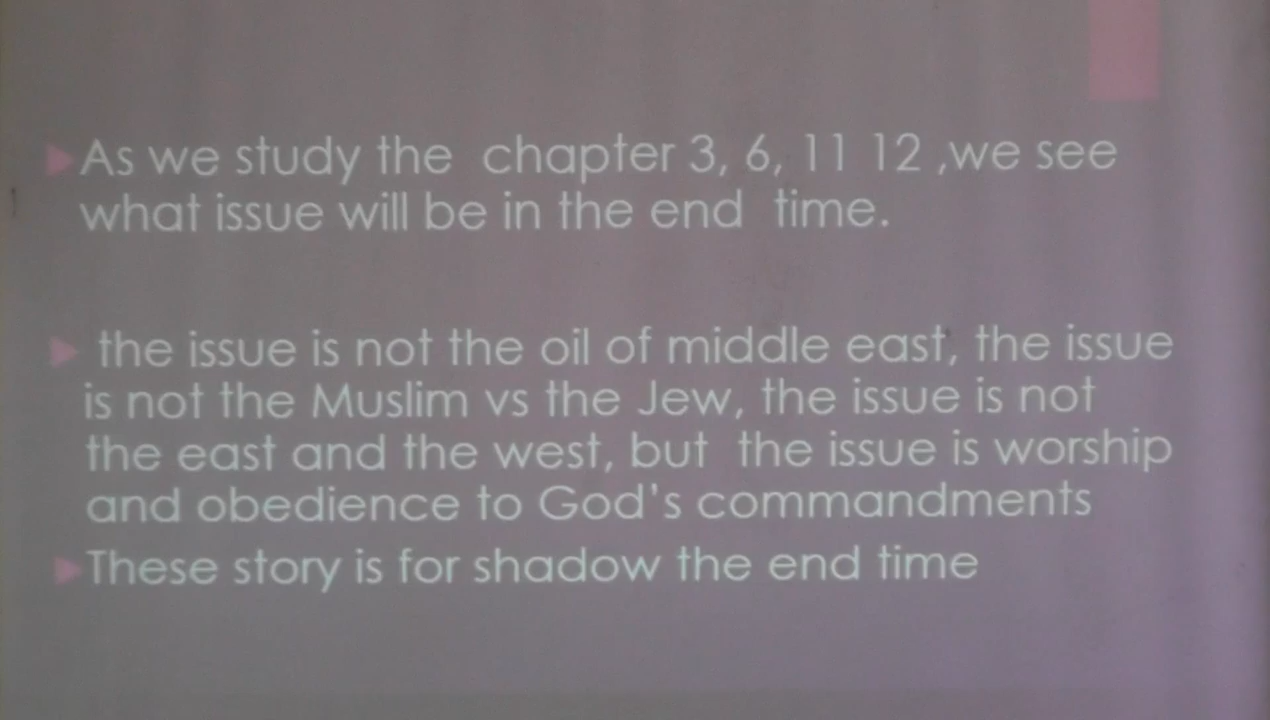 As we study the chapter 3, 6, 11 12 ,we see
what issue will be in the end time.
the issue is not the oil of middle east, the issue
is not the Muslim vs the Jew, the issue is not
the east and the west, but the issue is worship
and obedience to God's commandments
These story is for shadow the end time